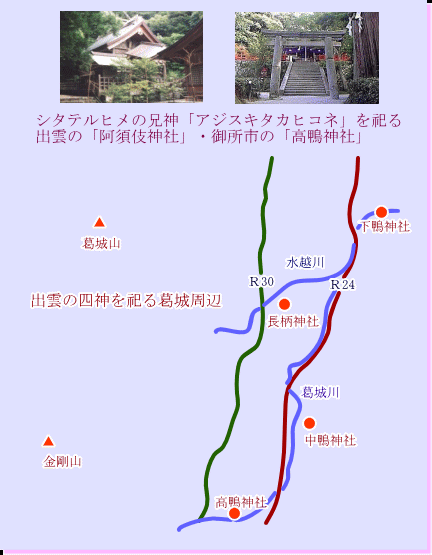 シタテルヒメの兄神「アジスキタカヒコネ」を祀る
出雲の「阿須伎神社」・御所市の「高鴨神社」
下鴨神社
葛城山
水越川
R30
R24
出雲の四神を祀る葛城周辺
長柄神社
葛城川
中鴨神社
金剛山
高鴨神社